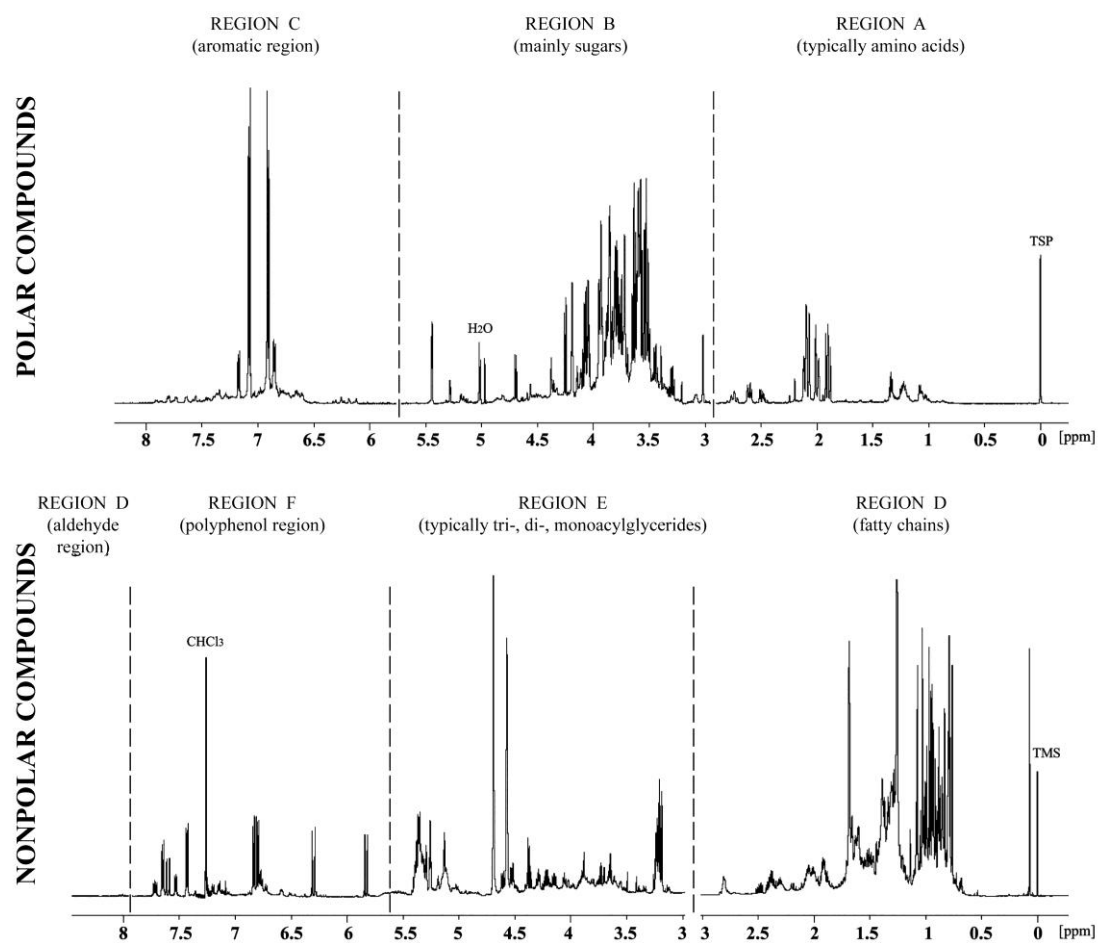 REGION C
(aromatic region)
REGION B
(mainly sugars)
REGION A
(typically amino acids)
POLAR COMPOUNDS
H2O
TSP
8 7.5 7 6.5 6 5.5 5 4.5 4 3.5 3 2.5 2 1.5 1 0.5 0 [ppm]
REGION D
(aldehyde
region)
REGION F
(polyphenol region)
REGION E
(typically tri-, di-, monoacylglycerides)
REGION D
(fatty chains)
NONPOLAR COMPOUNDS
CHCl3
TMS
8 7.5 7 6.5 6 5.5 5 4.5 4 3.5 3 3 2.5 2 1.5 1 0.5 0 [ppm]